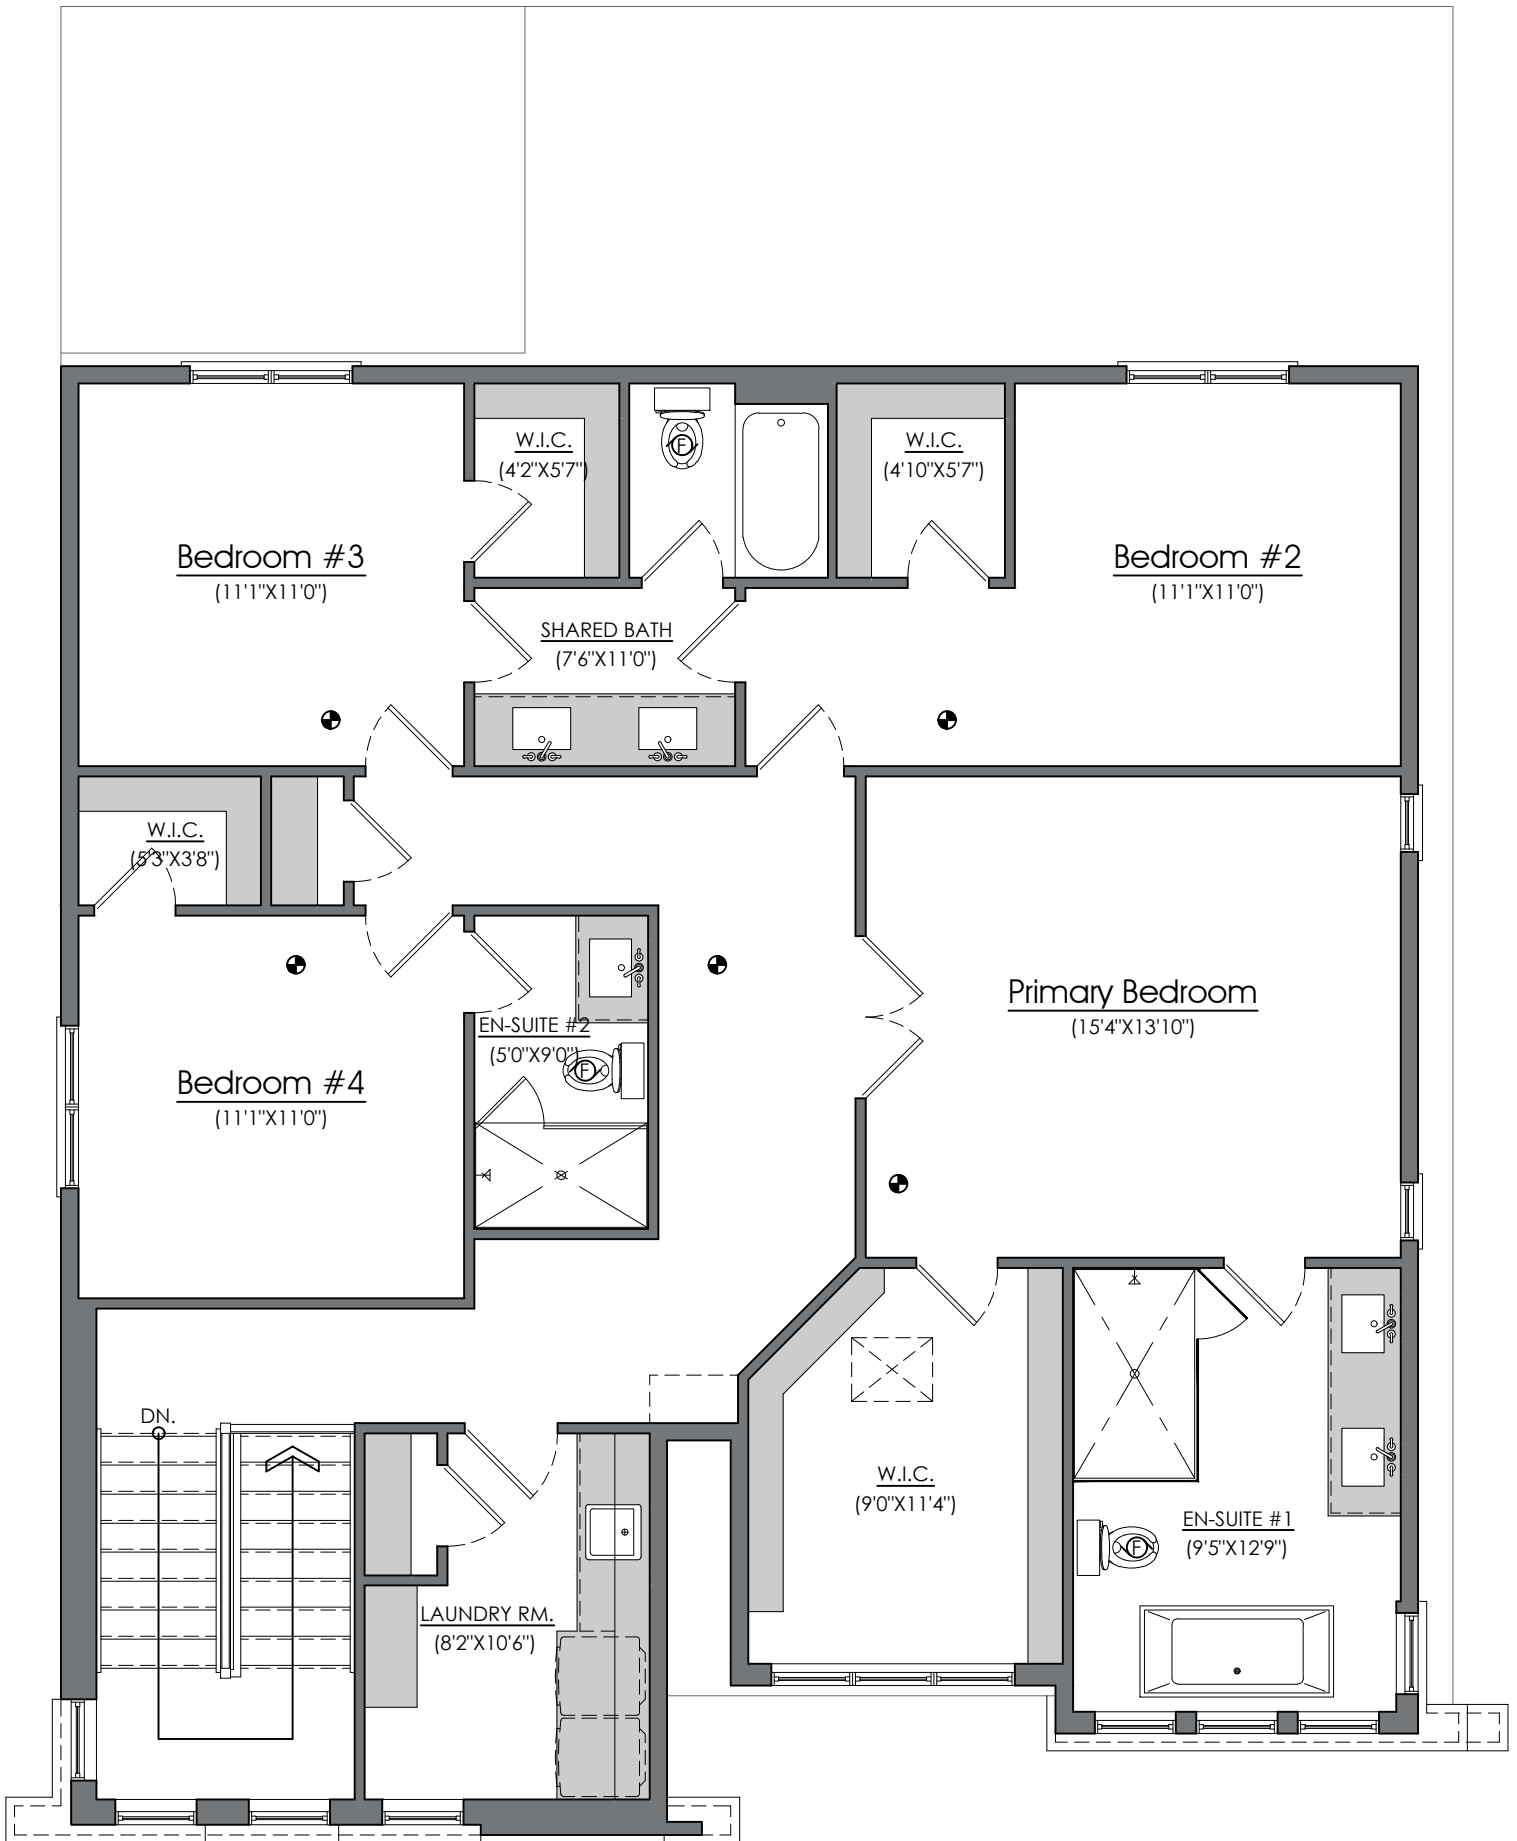 W.I.C.
(4'2"X5'7")
F
W.I.C.
(4'10"X5'7")
Bedroom #3
(11'1"X11'0")
Bedroom #2
(11'1"X11'0")
SHARED BATH
(7'6"X11'0")
W.I.C.
(5'3"X3'8")
Primary Bedroom
(15'4"X13'10")
EN-SUITE #2
(5'0"X9'0")
F
Bedroom #4
(11'1"X11'0")
DN.
W.I.C.
(9'0"X11'4")
EN-SUITE #1
(9'5"X12'9")
F
LAUNDRY RM.
(8'2"X10'6")